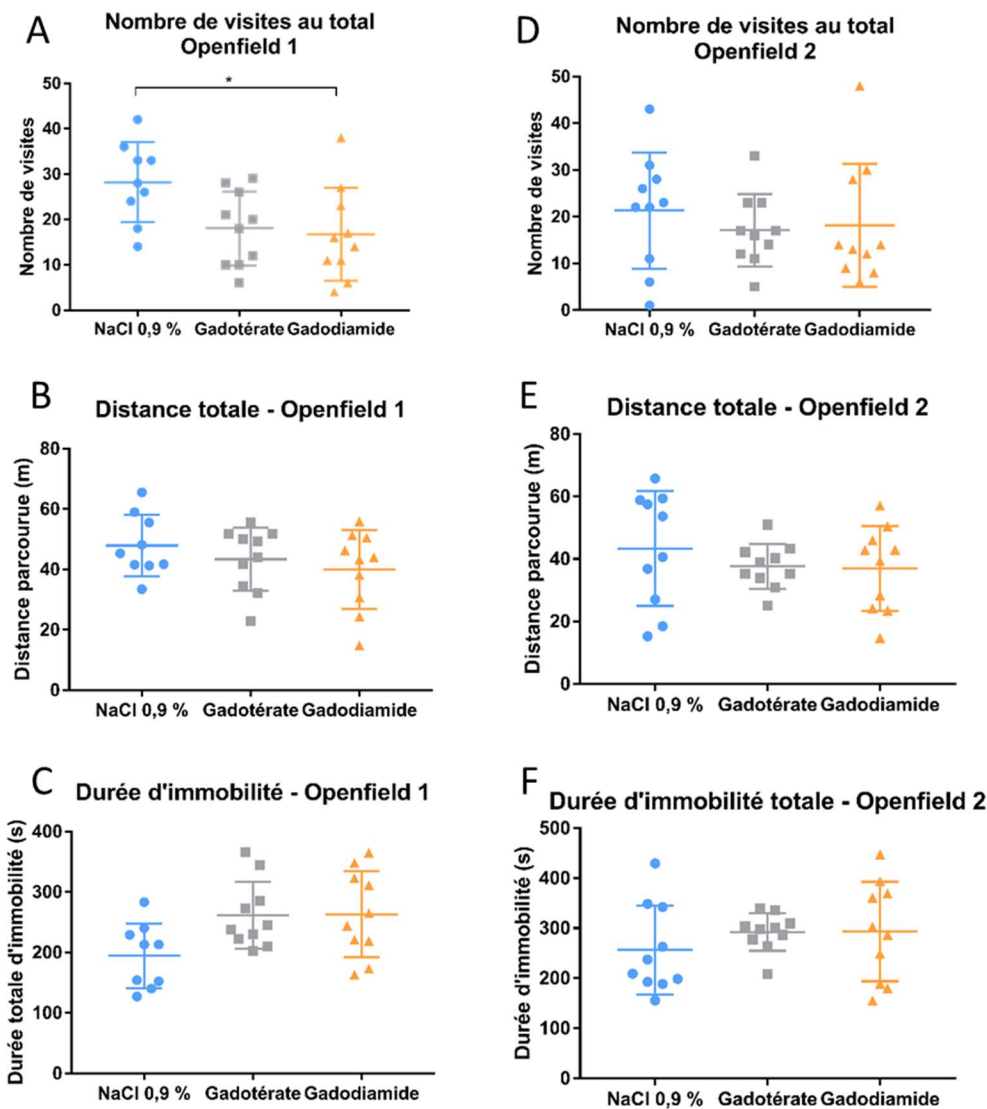 A
Nombre de visites au total
Openfield 1
*
Nombre de visites
50
40
30
20
10
0
NaCl 0,9 % Gadotérate Gadodiamide
B
Distance totale - Openfield 1
Distance parcourue (m)
80
60
40
20
0
NaCl 0,9 % Gadotérate Gadodiamide
C
Durée d'immobilité - Openfield 1
Durée totale d'immobilité (s)
400
300
200
100
0
NaCl 0,9 % Gadotérate Gadodiamide
D
Nombre de visites au total
Openfield 2
Nombre de visites
50
40
30
20
10
0
NaCl 0,9 % Gadotérate Gadodiamide
E
Distance totale - Openfield 2
Distance parcourue (m)
80
60
40
20
0
NaCl 0,9 % Gadotérate Gadodiamide
F
Durée d'immobilité totale - Openfield 2
Durée d'immobilité (s)
500
400
300
200
100
0
NaCl 0,9 % Gadotérate Gadodiamide